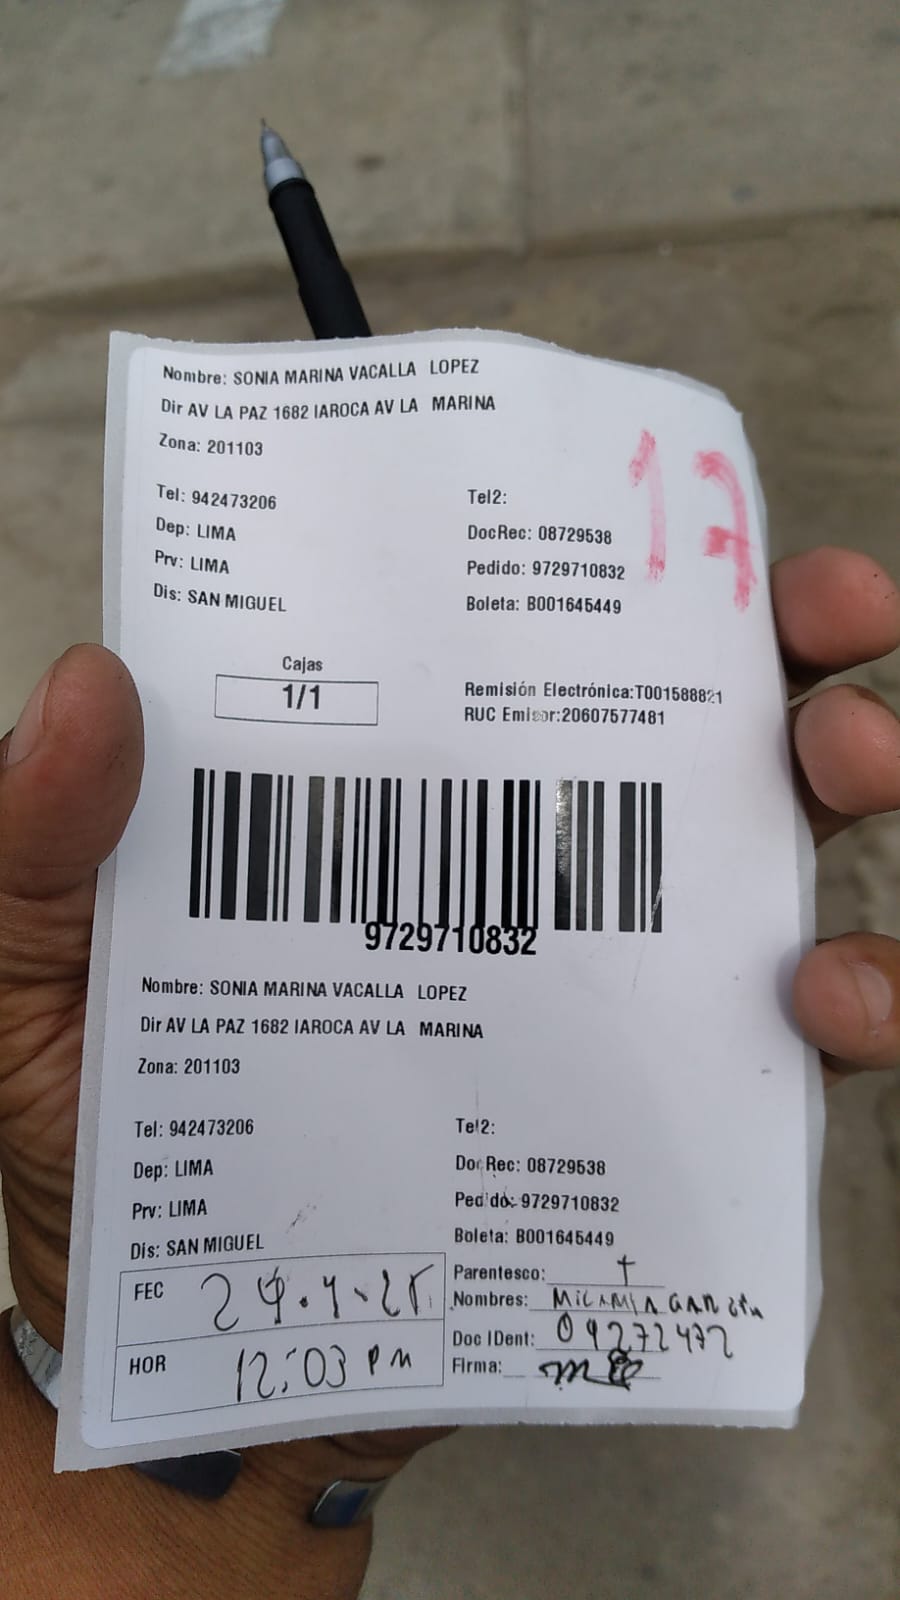 Nombre: SONIA MARINA VACALLA LOPEZ
Dir AV LA PAZ 1682 IAROCA AV LA MARINA
Zona: 201103
17
Tel: 942473206 Tel2:
Dep: LIMA DocRec: 08729538
Prv: LIMA Pedido: 9729710832
Dis: SAN MIGUEL Boleta: B001645449
Cajas
1/1
Remisión Electrónica:T001588821
RUC Emisor:20607577481
9729710832
Nombre: SONIA MARINA VACALLA LOPEZ
Dir AV LA PAZ 1682 IAROCA AV LA MARINA
Zona: 201103
Tel: 942473206 Tel2:
Dep: LIMA DocRec: 08729538
Prv: LIMA Pedido: 9729710832
Dis: SAN MIGUEL Boleta: B001645449
FEC Parentesco:
Nombres:
HOR 12:03 PM Doc IDent: 09272472
Firma: